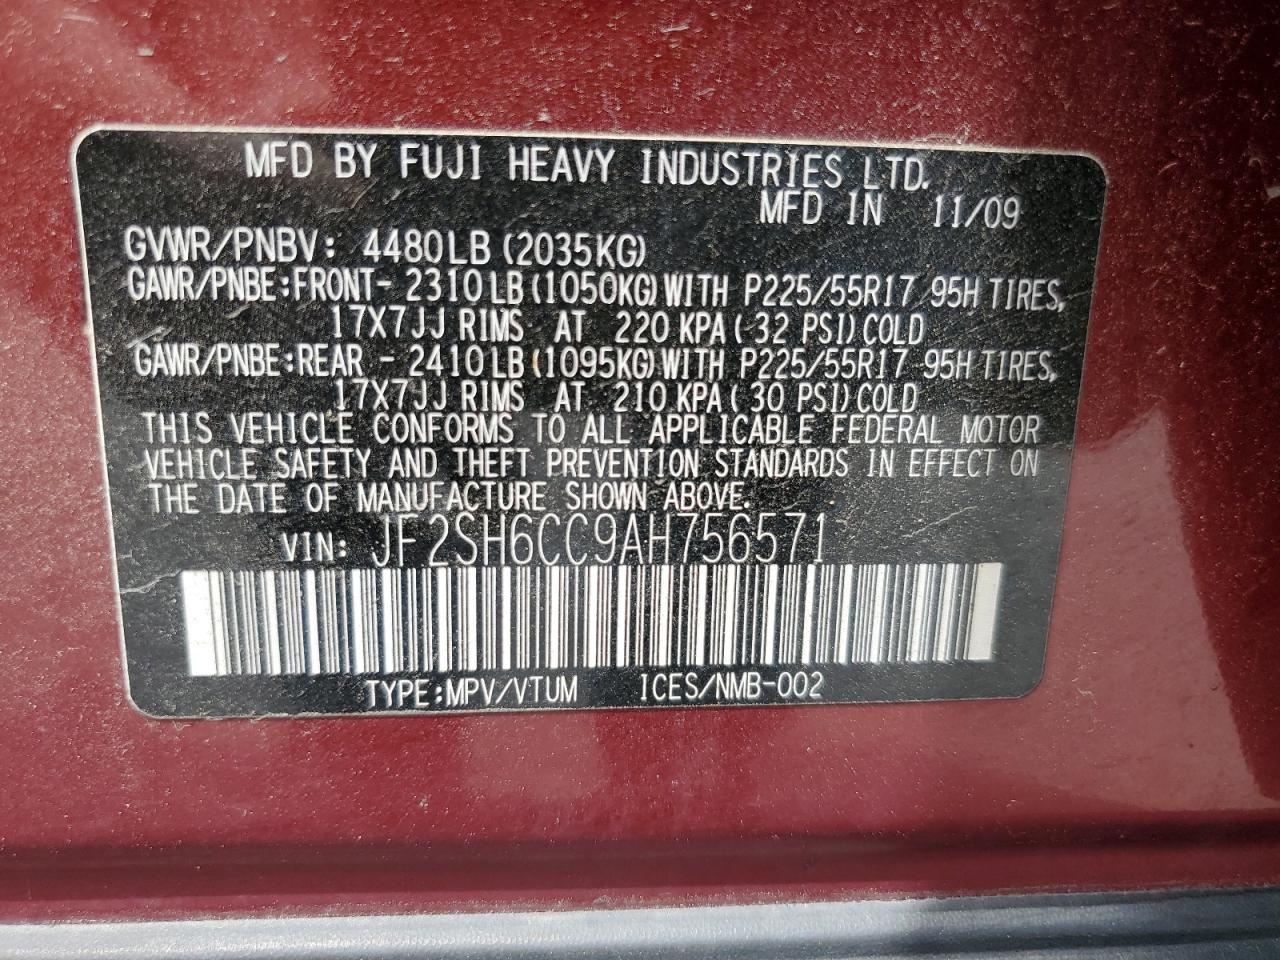 MFD BY FUJI HEAVY INDUSTRIES LTD.
MFD IN 11/09
GVWR/PNBV: 4480LB (2035KG)
GAWR/PNBE:FRONT- 2310 LB (1050KG) WITH P225/55R17 95H TIRES,
17X7JJ RIMS AT 220 KPA ( 32 PSI) COLD
GAWR/PNBE:REAR - 2410LB (1095KG) WITH P225/55R17 95H TIRES,
17X7JJ RIMS AT 210 KPA ( 30 PSI) COLD
THIS VEHICLE CONFORMS TO ALL APPLICABLE FEDERAL MOTOR
VEHICLE SAFETY AND THEFT PREVENTION STANDARDS IN EFFECT ON
THE DATE OF MANUFACTURE SHOWN ABOVE.
VIN: JF2SH6CC9AH756571
TYPE:MPV/VTUM ICES/NMB-002